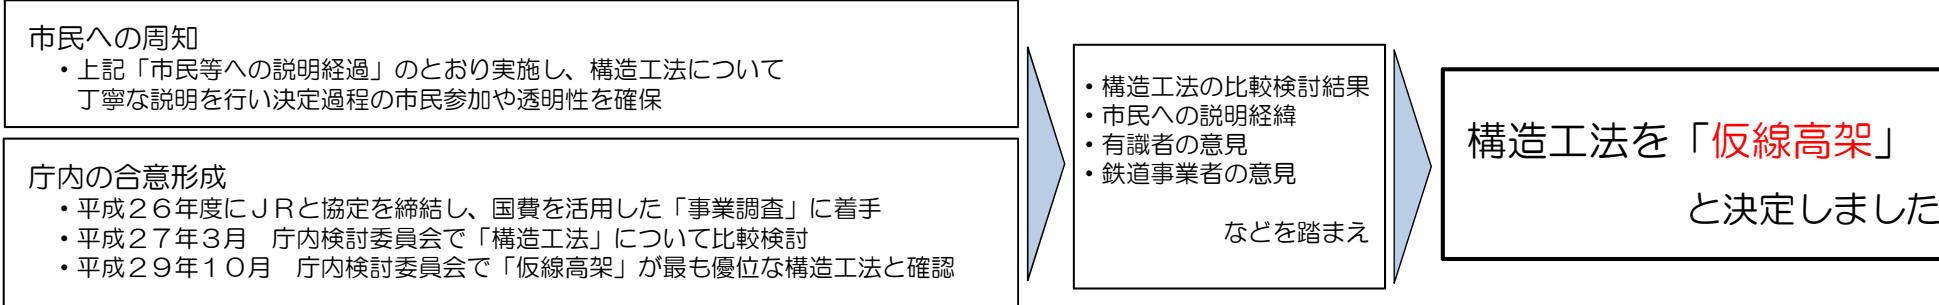 市民への周知
・上記「市民等への説明経過」のとおり実施し、構造工法について
丁寧な説明を行い決定過程の市民参加や透明性を確保
庁内の合意形成
・平成２６年度にＪＲと協定を締結し、国費を活用した「事業調査」に着手
・平成２７年３月　庁内検討委員会で「構造工法」について比較検討
・平成２９年１０月　庁内検討委員会で「仮線高架」が最も優位な構造工法と確認
・構造工法の比較検討結果
・市民への説明経緯
・有識者の意見
・鉄道事業者の意見
などを踏まえ
構造工法を「仮線高架」
と決定しました